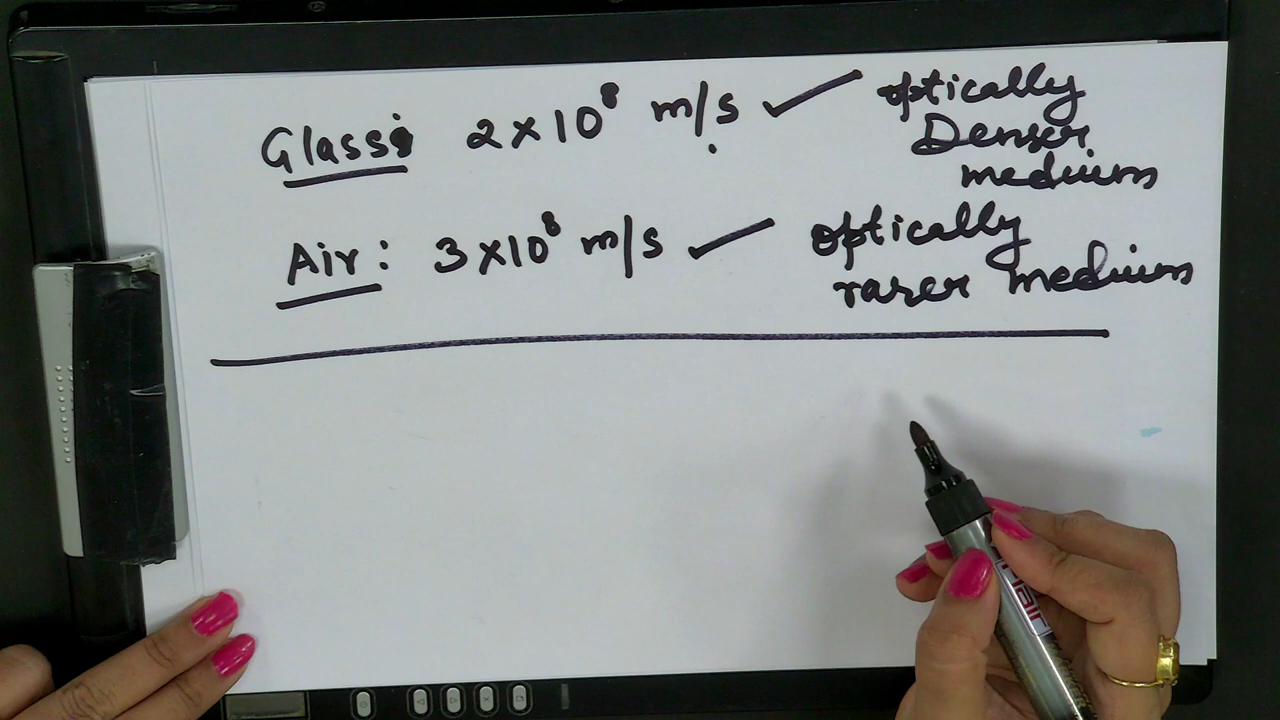 Glass: 2×10⁸ m/s ✓ optically
Denser
medium
Air: 3×10⁸ m/s ✓ optically
rarer medium